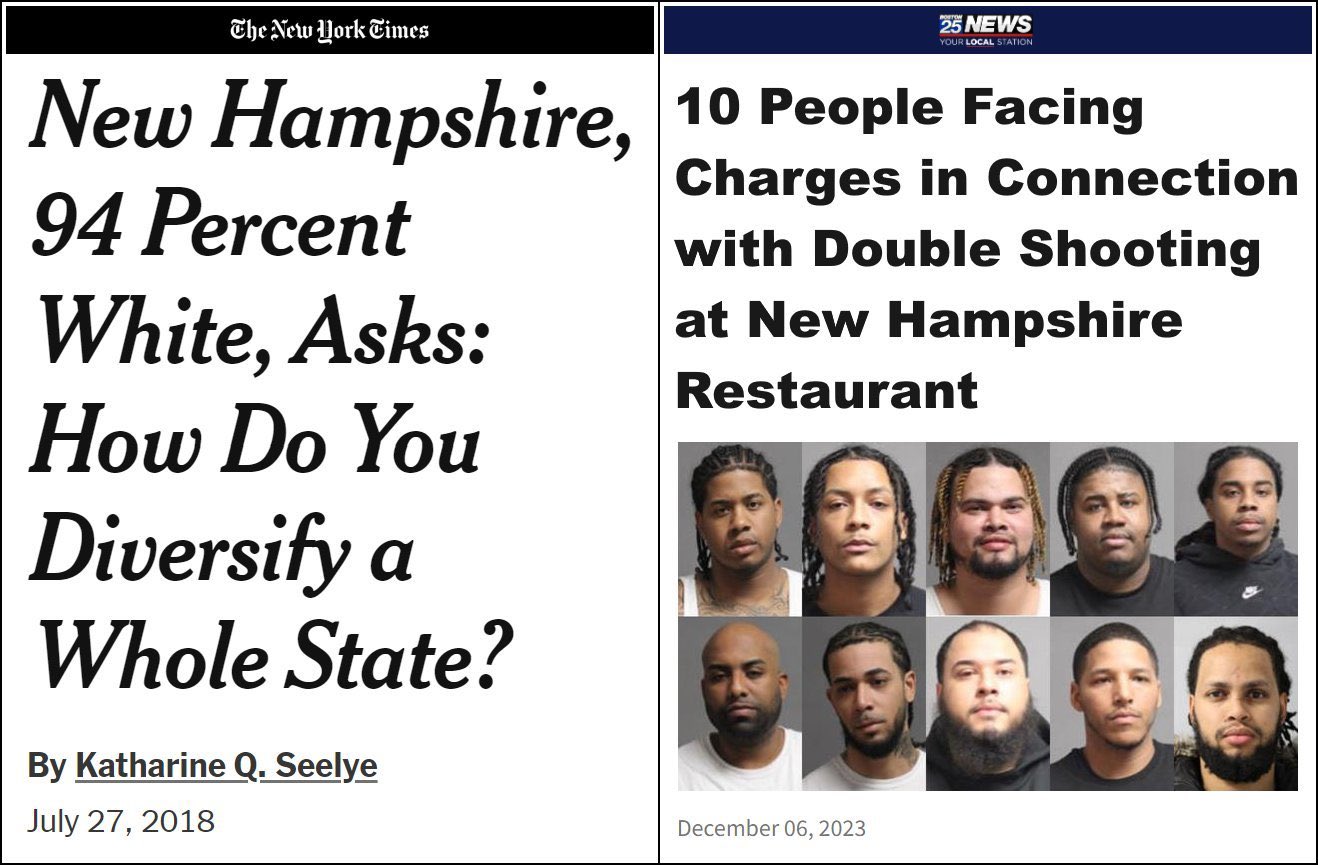 The New York Times
New Hampshire,
94 Percent
White, Asks:
How Do You
Diversify a
Whole State?
By Katharine Q. Seelye
July 27, 2018
BOSTON
25 NEWS
YOUR LOCAL STATION
10 People Facing
Charges in Connection
with Double Shooting
at New Hampshire
Restaurant
December 06, 2023